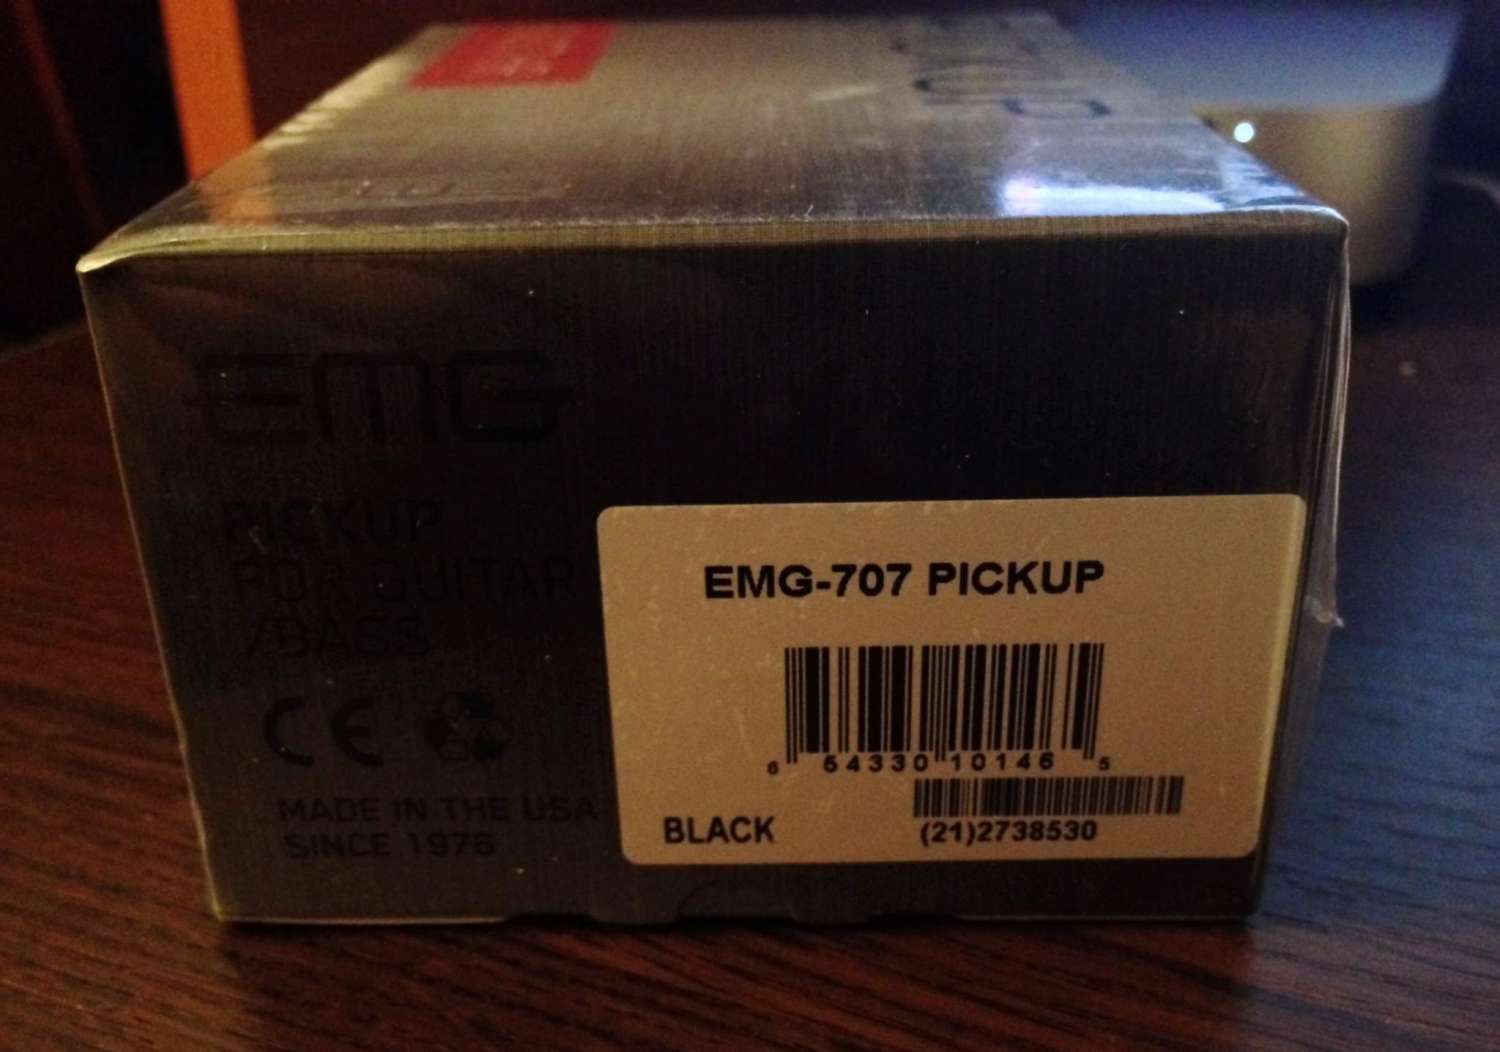 EMG
PICKUP
FOR GUITAR
/BASS
CE
MADE IN THE USA
SINCE 1976
EMG-707 PICKUP
6 54330 10146 5
BLACK
(21)2738530